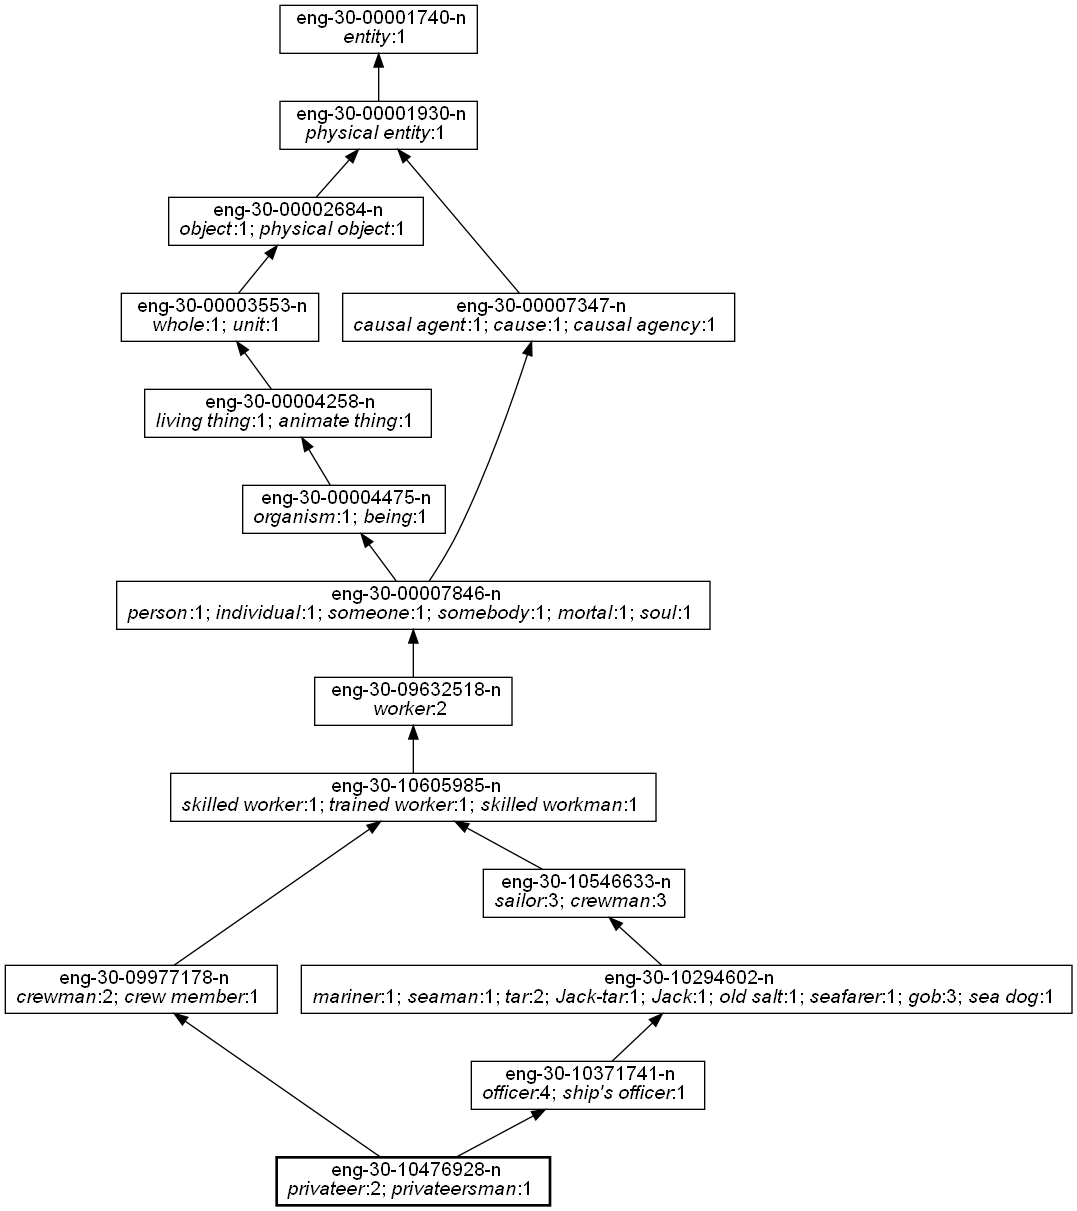 eng-30-00001740-n
entity:1
eng-30-00001930-n
physical entity:1
eng-30-00002684-n
object:1; physical object:1
eng-30-00003553-n
whole:1; unit:1
eng-30-00007347-n
causal agent:1; cause:1; causal agency:1
eng-30-00004258-n
living thing:1; animate thing:1
eng-30-00004475-n
organism:1; being:1
eng-30-00007846-n
person:1; individual:1; someone:1; somebody:1; mortal:1; soul:1
eng-30-09632518-n
worker:2
eng-30-10605985-n
skilled worker:1; trained worker:1; skilled workman:1
eng-30-10546633-n
sailor:3; crewman:3
eng-30-09977178-n
crewman:2; crew member:1
eng-30-10294602-n
mariner:1; seaman:1; tar:2; Jack-tar:1; Jack:1; old salt:1; seafarer:1; gob:3; sea dog:1
eng-30-10371741-n
officer:4; ship's officer:1
eng-30-10476928-n
privateer:2; privateersman:1